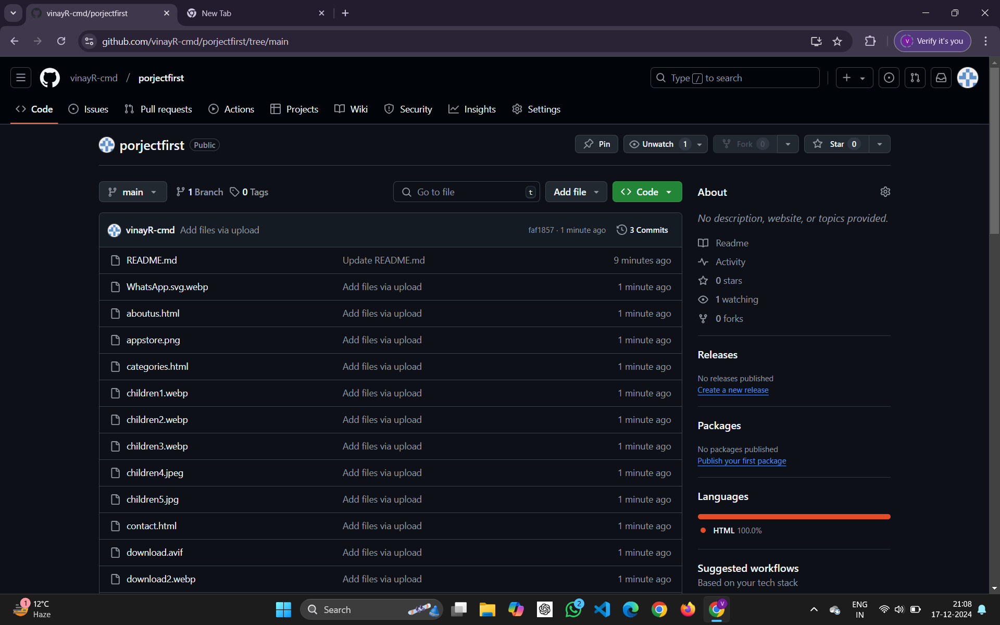 vinayR-cmd/porjectfirst
New Tab
github.com/vinayR-cmd/porjectfirst/tree/main
V
Verify it's you
vinayR-cmd / porjectfirst
Type / to search
Code
Issues
Pull requests
Actions
Projects
Wiki
Security
Insights
Settings
porjectfirst
Public
Pin
Unwatch 1
Fork 0
Star 0
main
1 Branch
0 Tags
Go to file
t
Add file
Code
vinayR-cmd Add files via upload
faf1857 · 1 minute ago
3 Commits
README.md Update README.md 9 minutes ago
WhatsApp.svg.webp Add files via upload 1 minute ago
aboutus.html Add files via upload 1 minute ago
appstore.png Add files via upload 1 minute ago
categories.html Add files via upload 1 minute ago
children1.webp Add files via upload 1 minute ago
children2.webp Add files via upload 1 minute ago
children3.webp Add files via upload 1 minute ago
children4.jpeg Add files via upload 1 minute ago
children5.jpg Add files via upload 1 minute ago
contact.html Add files via upload 1 minute ago
download.avif Add files via upload 1 minute ago
download2.webp Add files via upload 1 minute ago
About
No description, website, or topics provided.
Readme
Activity
0 stars
1 watching
0 forks
Releases
No releases published
Create a new release
Packages
No packages published
Publish your first package
Languages
HTML 100.0%
Suggested workflows
Based on your tech stack
1
12°C
Haze
Search
2
V
ENG
IN
21:08
17-12-2024